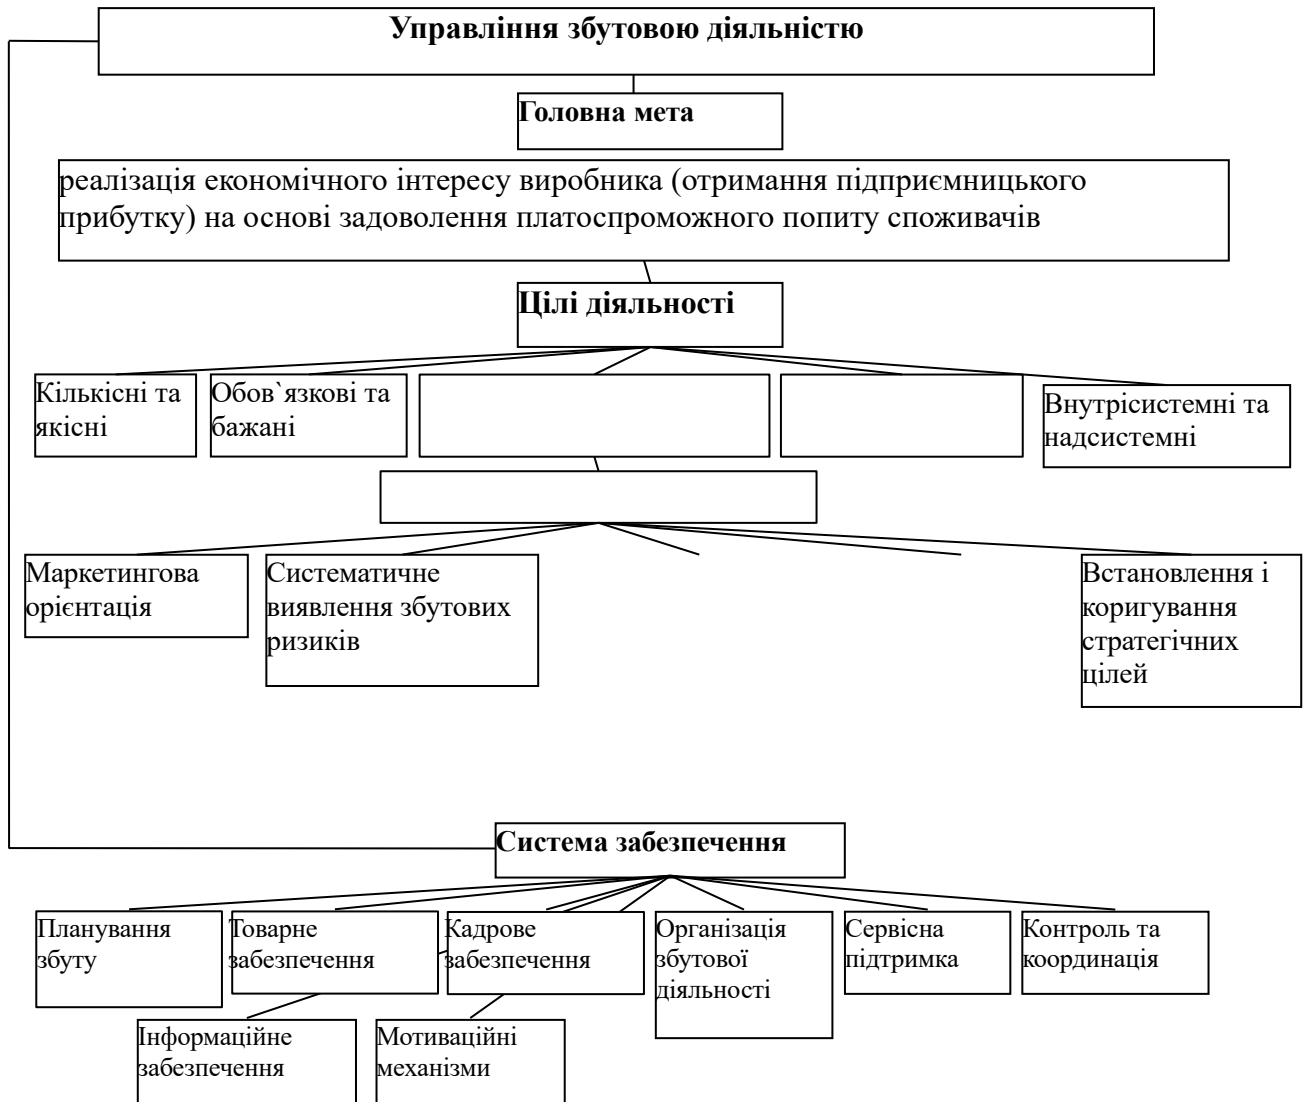 Управління збутовою діяльністю
Головна мета
реалізація економічного інтересу виробника (отримання підприємницького
прибутку) на основі задоволення платоспроможного попиту споживачів
Цілі діяльності
Кількісні та
якісні
Обов`язкові та
бажані
Внутрісистемні та
надсистемні
Маркетингова
орієнтація
Систематичне
виявлення збутових
ризиків
Встановлення і
коригування
стратегічних
цілей
Система забезпечення
Планування
збуту
Товарне
забезпечення
Кадрове
забезпечення
Організація
збутової
діяльності
Сервісна
підтримка
Контроль та
координація
Інформаційне
забезпечення
Мотиваційні
механізми